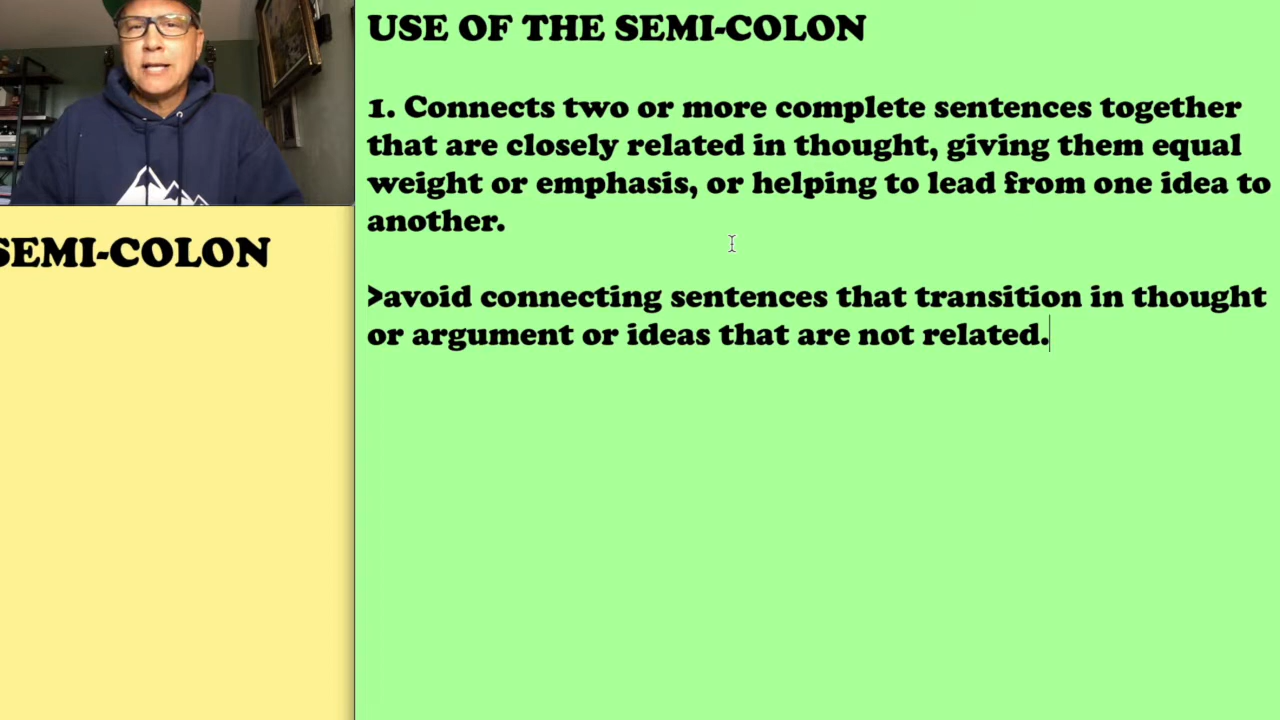 USE OF THE SEMI-COLON
1. Connects two or more complete sentences together
that are closely related in thought, giving them equal
weight or emphasis, or helping to lead from one idea to
another.
>avoid connecting sentences that transition in thought
or argument or ideas that are not related.
SEMI-COLON